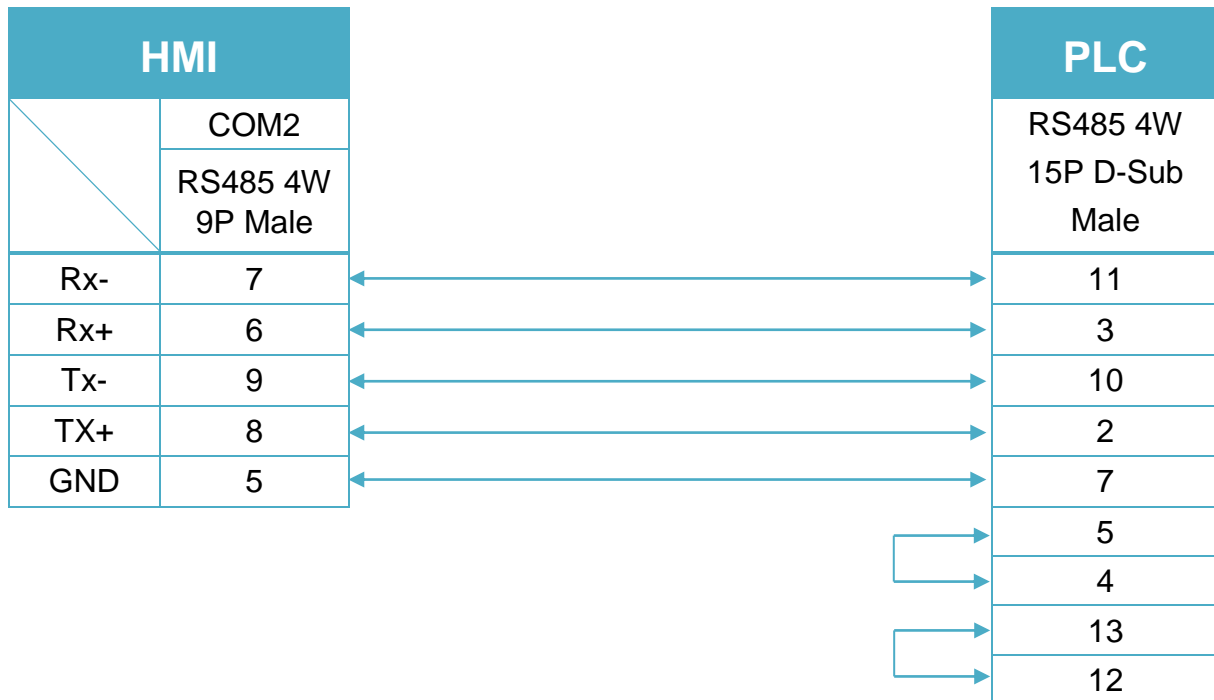 HMI
PLC
COM2
RS485 4W
9P Male
RS485 4W
15P D-Sub
Male
Rx- 7 11
Rx+ 6 3
Tx- 9 10
TX+ 8 2
GND 5 7
5
4
13
12